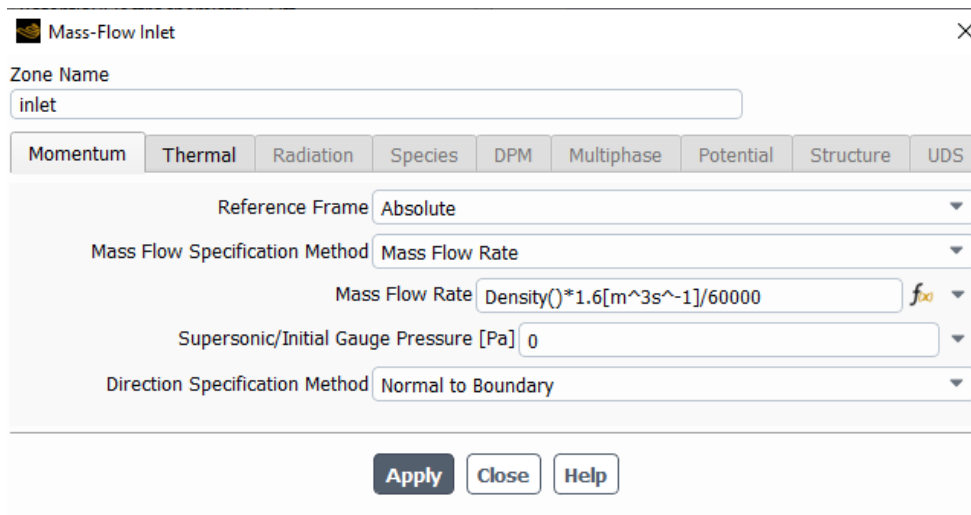 Mass-Flow Inlet
Zone Name
inlet
Momentum Thermal Radiation Species DPM Multiphase Potential Structure UDS
Reference Frame Absolute
Mass Flow Specification Method Mass Flow Rate
Mass Flow Rate Density()*1.6[m^3s^-1]/60000 f(x)
Supersonic/Initial Gauge Pressure [Pa] 0
Direction Specification Method Normal to Boundary
Apply Close Help